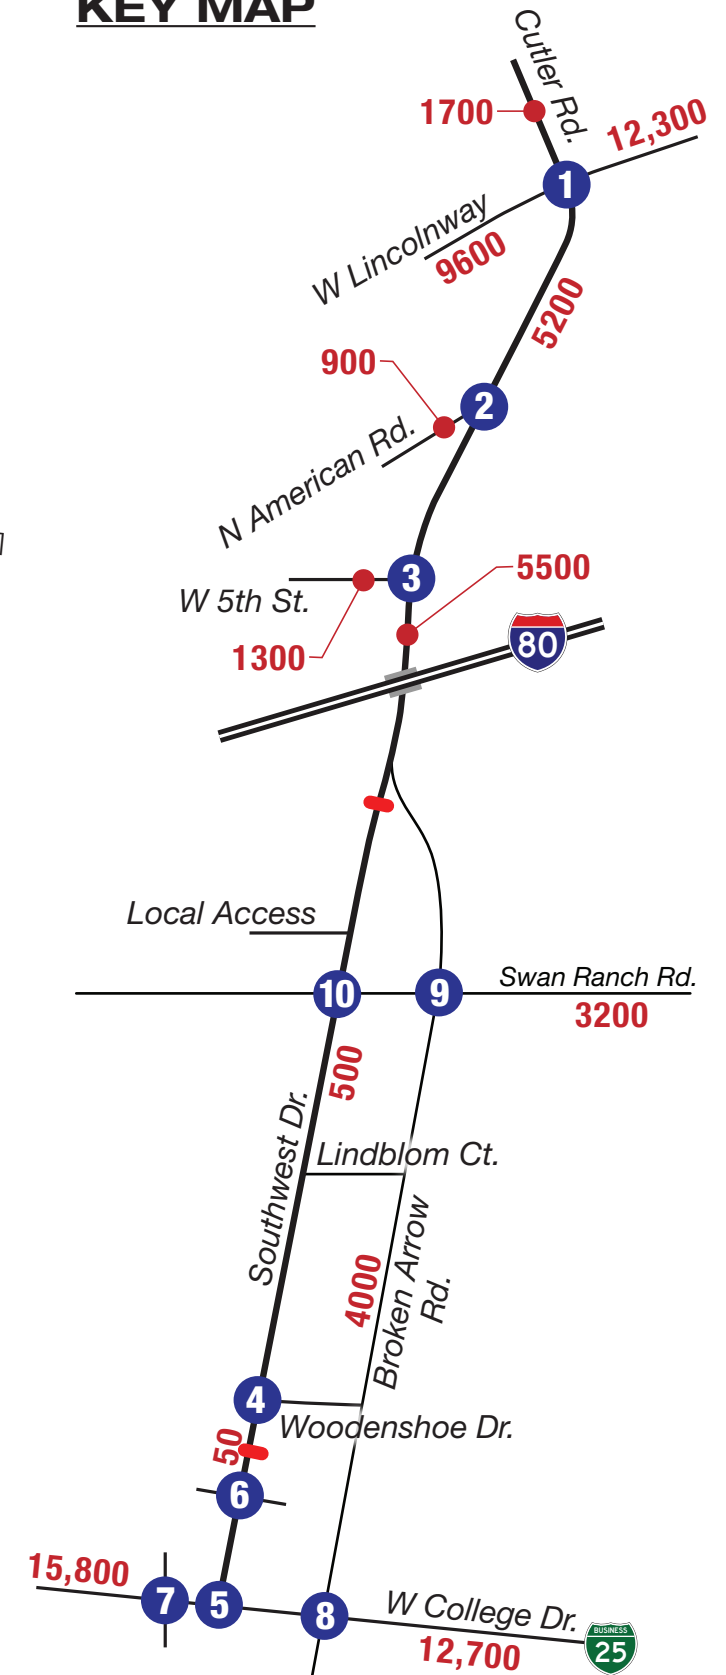 KEY MAP
Cutler Rd.
1700
12,300
1
W Lincolnway
9600
5200
900
2
N American Rd.
3
5500
W 5th St.
1300
80
Local Access
10
9
Swan Ranch Rd.
3200
500
Southwest Dr.
Lindblom Ct.
4000
Broken Arrow
Rd.
4
Woodenshoe Dr.
50
6
15,800
7
5
8
W College Dr.
12,700
BUSINESS
25